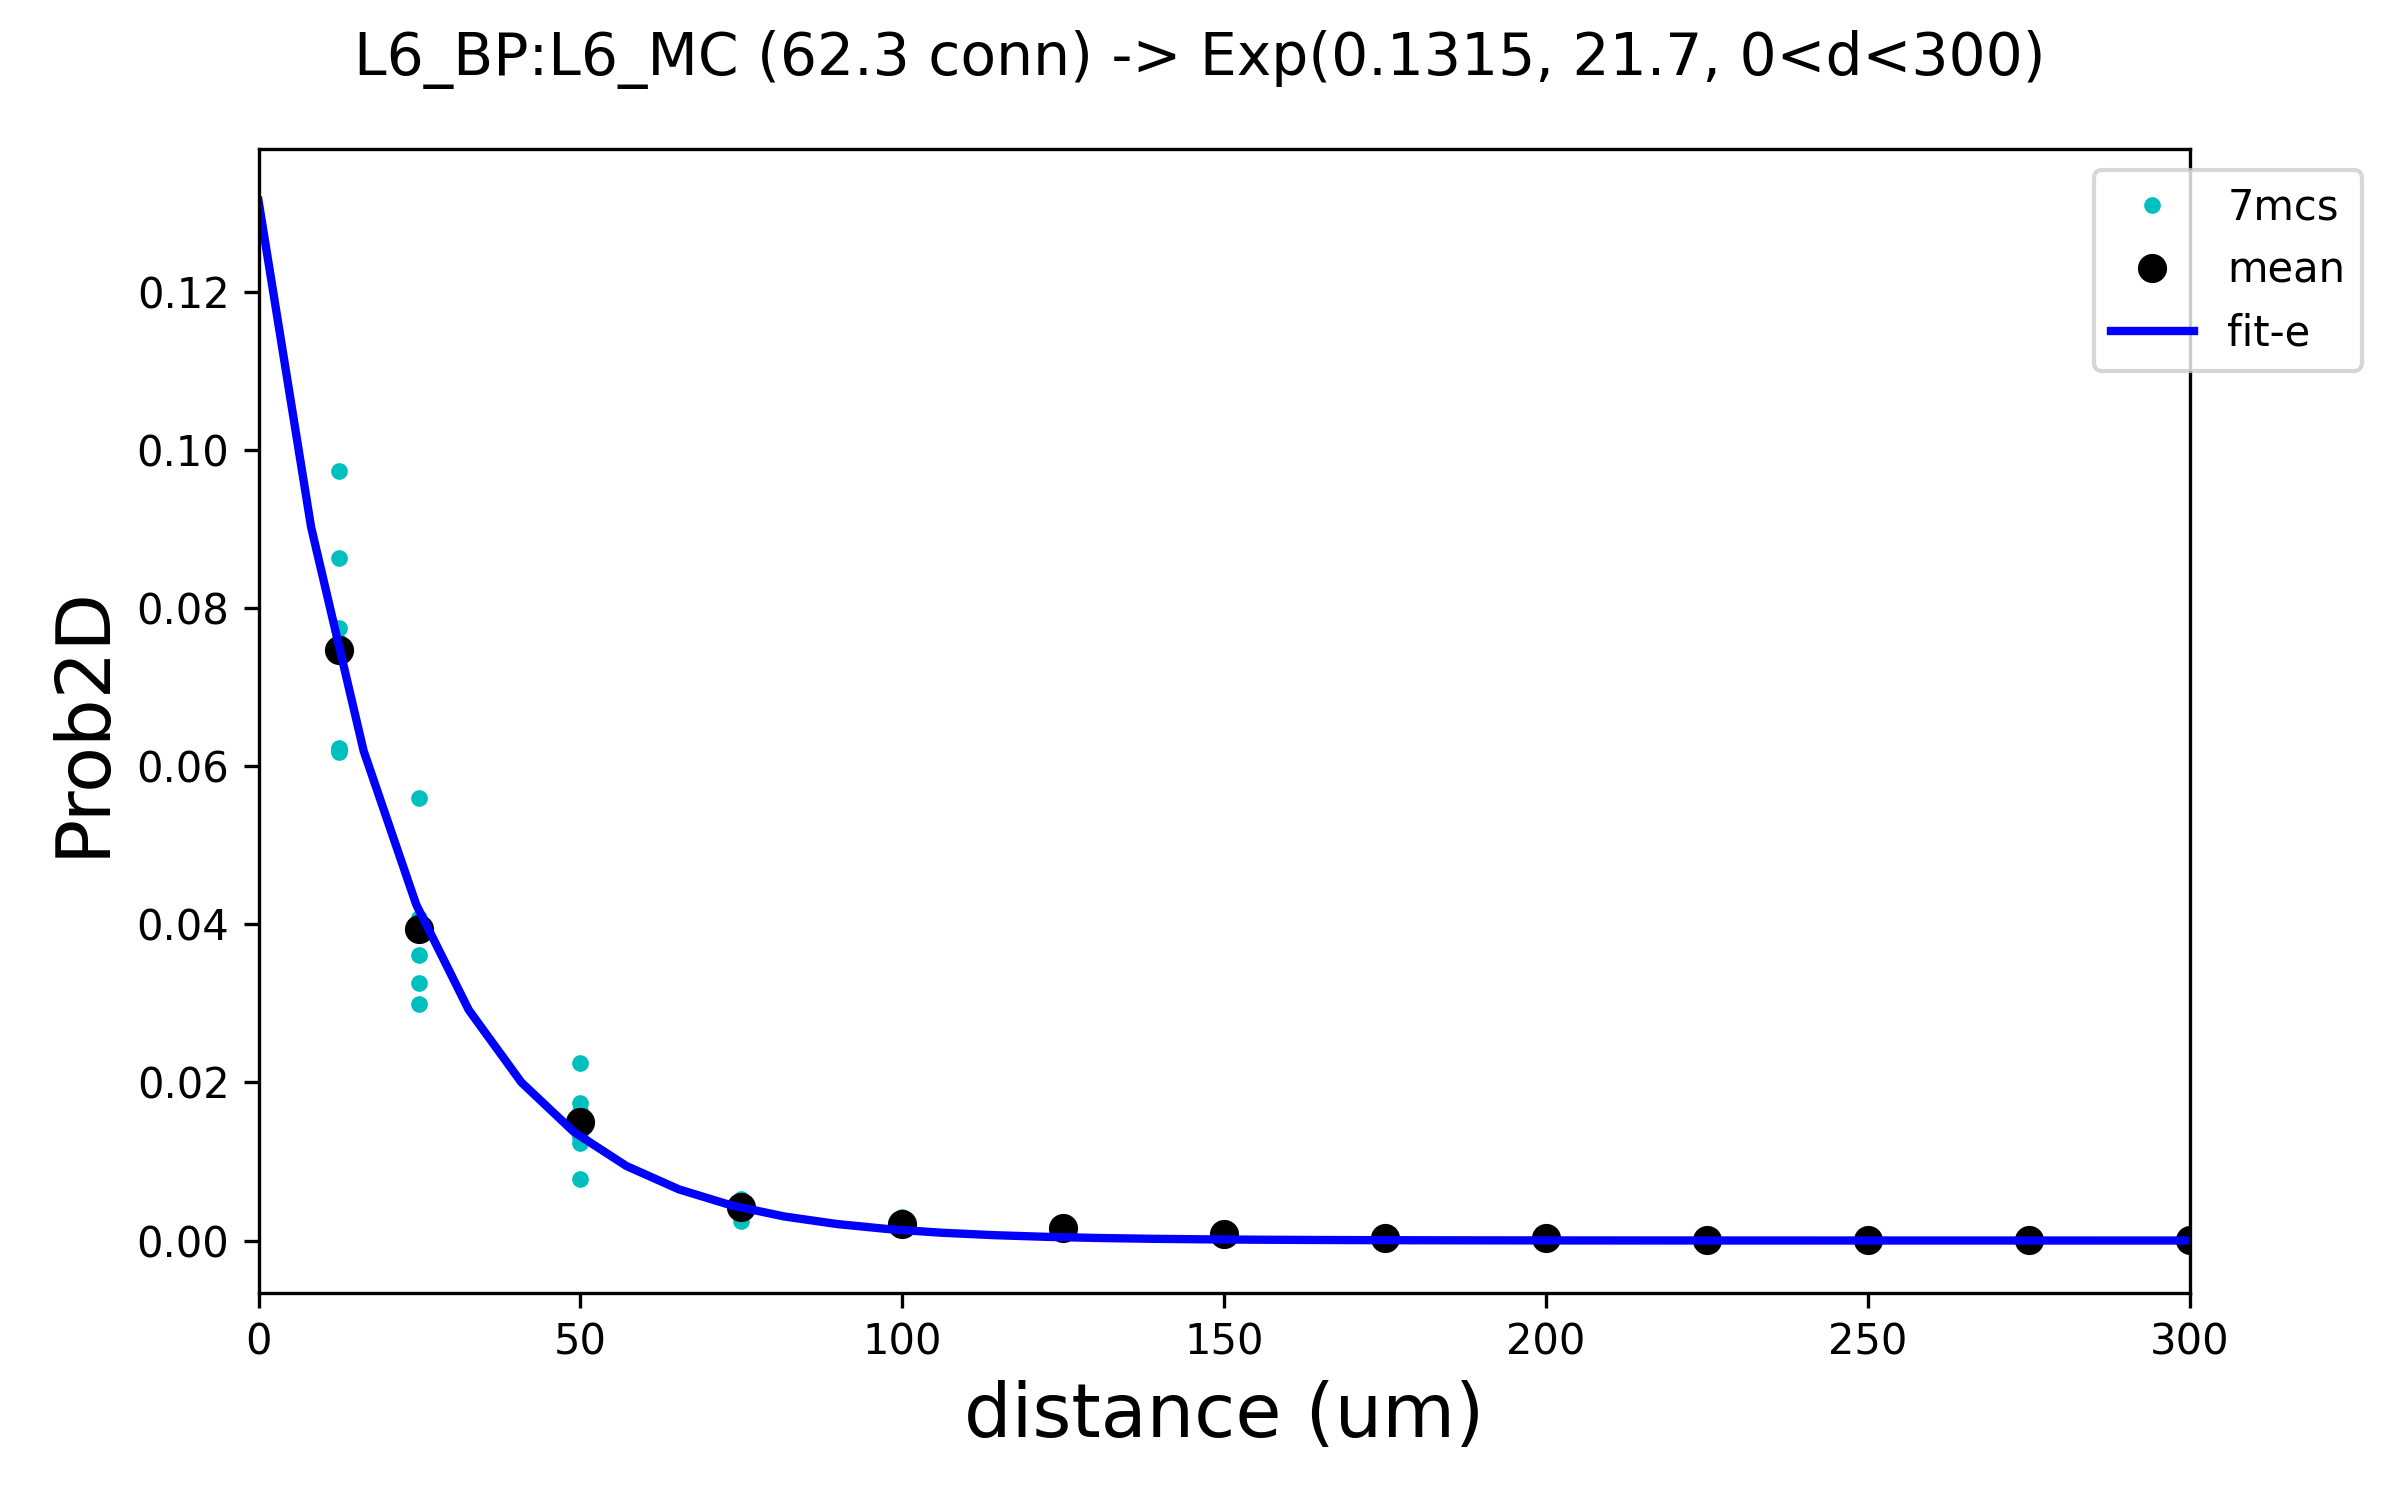 L6_BP:L6_MC (62.3 conn) -> Exp(0.1315, 21.7, 0<d<300)
7mcs
mean
fit-e
Prob2D
0.12
0.10
0.08
0.06
0.04
0.02
0.00
0 50 100 150 200 250 300
distance (um)